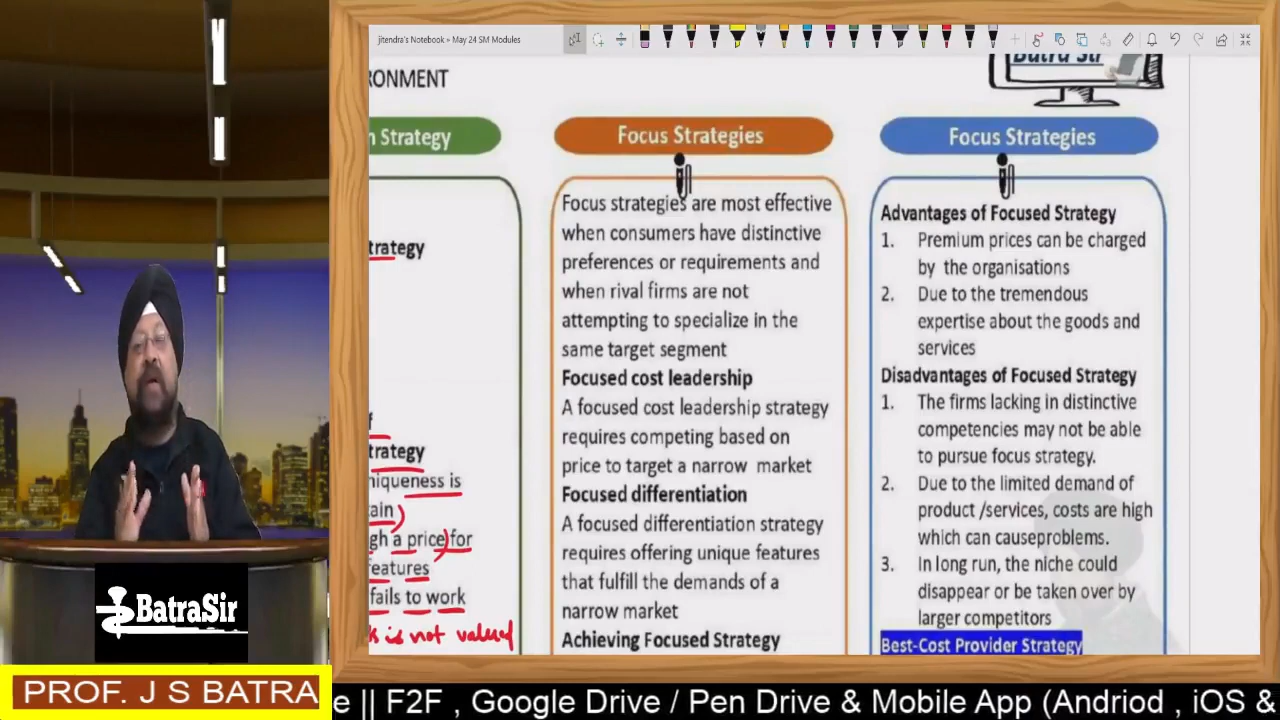 jitendra's Notebook » May 24 SM Modules
RONMENT
Batra Sir
n Strategy
trategy
f
trategy
niqueness is
tain)
gh a price) for
features
fails to work
is not valued
Focus Strategies
Focus strategies are most effective
when consumers have distinctive
preferences or requirements and
when rival firms are not
attempting to specialize in the
same target segment
Focused cost leadership
A focused cost leadership strategy
requires competing based on
price to target a narrow market
Focused differentiation
A focused differentiation strategy
requires offering unique features
that fulfill the demands of a
narrow market
Achieving Focused Strategy
Focus Strategies
Advantages of Focused Strategy
1. Premium prices can be charged
by the organisations
2. Due to the tremendous
expertise about the goods and
services
Disadvantages of Focused Strategy
1. The firms lacking in distinctive
competencies may not be able
to pursue focus strategy.
2. Due to the limited demand of
product /services, costs are high
which can causeproblems.
3. In long run, the niche could
disappear or be taken over by
larger competitors
Best-Cost Provider Strategy
BatraSir
PROF. J S BATRA
e || F2F , Google Drive / Pen Drive & Mobile App (Andriod , iOS &